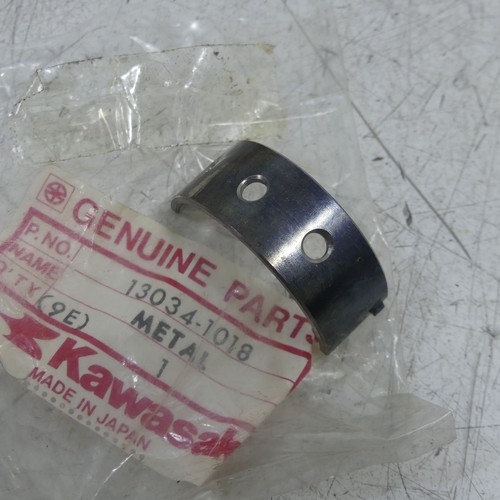 GENUINE PARTS
P.NO. 13034-1018
NAME METAL
Q'TY 1
(9E)
Kawasaki
MADE IN JAPAN